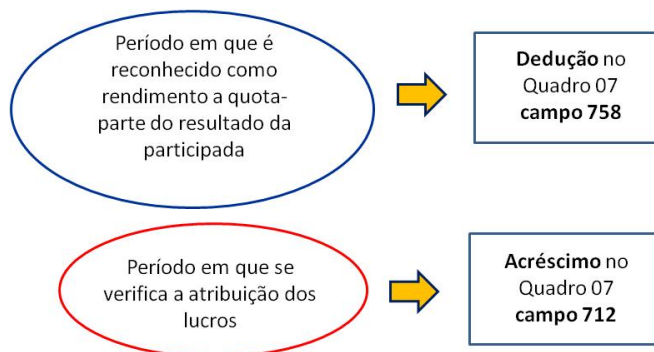 Período em que é
reconhecido como
rendimento a quota-
parte do resultado da
participada
Dedução no
Quadro 07
campo 758
Período em que se
verifica a atribuição dos
lucros
Acréscimo no
Quadro 07
campo 712